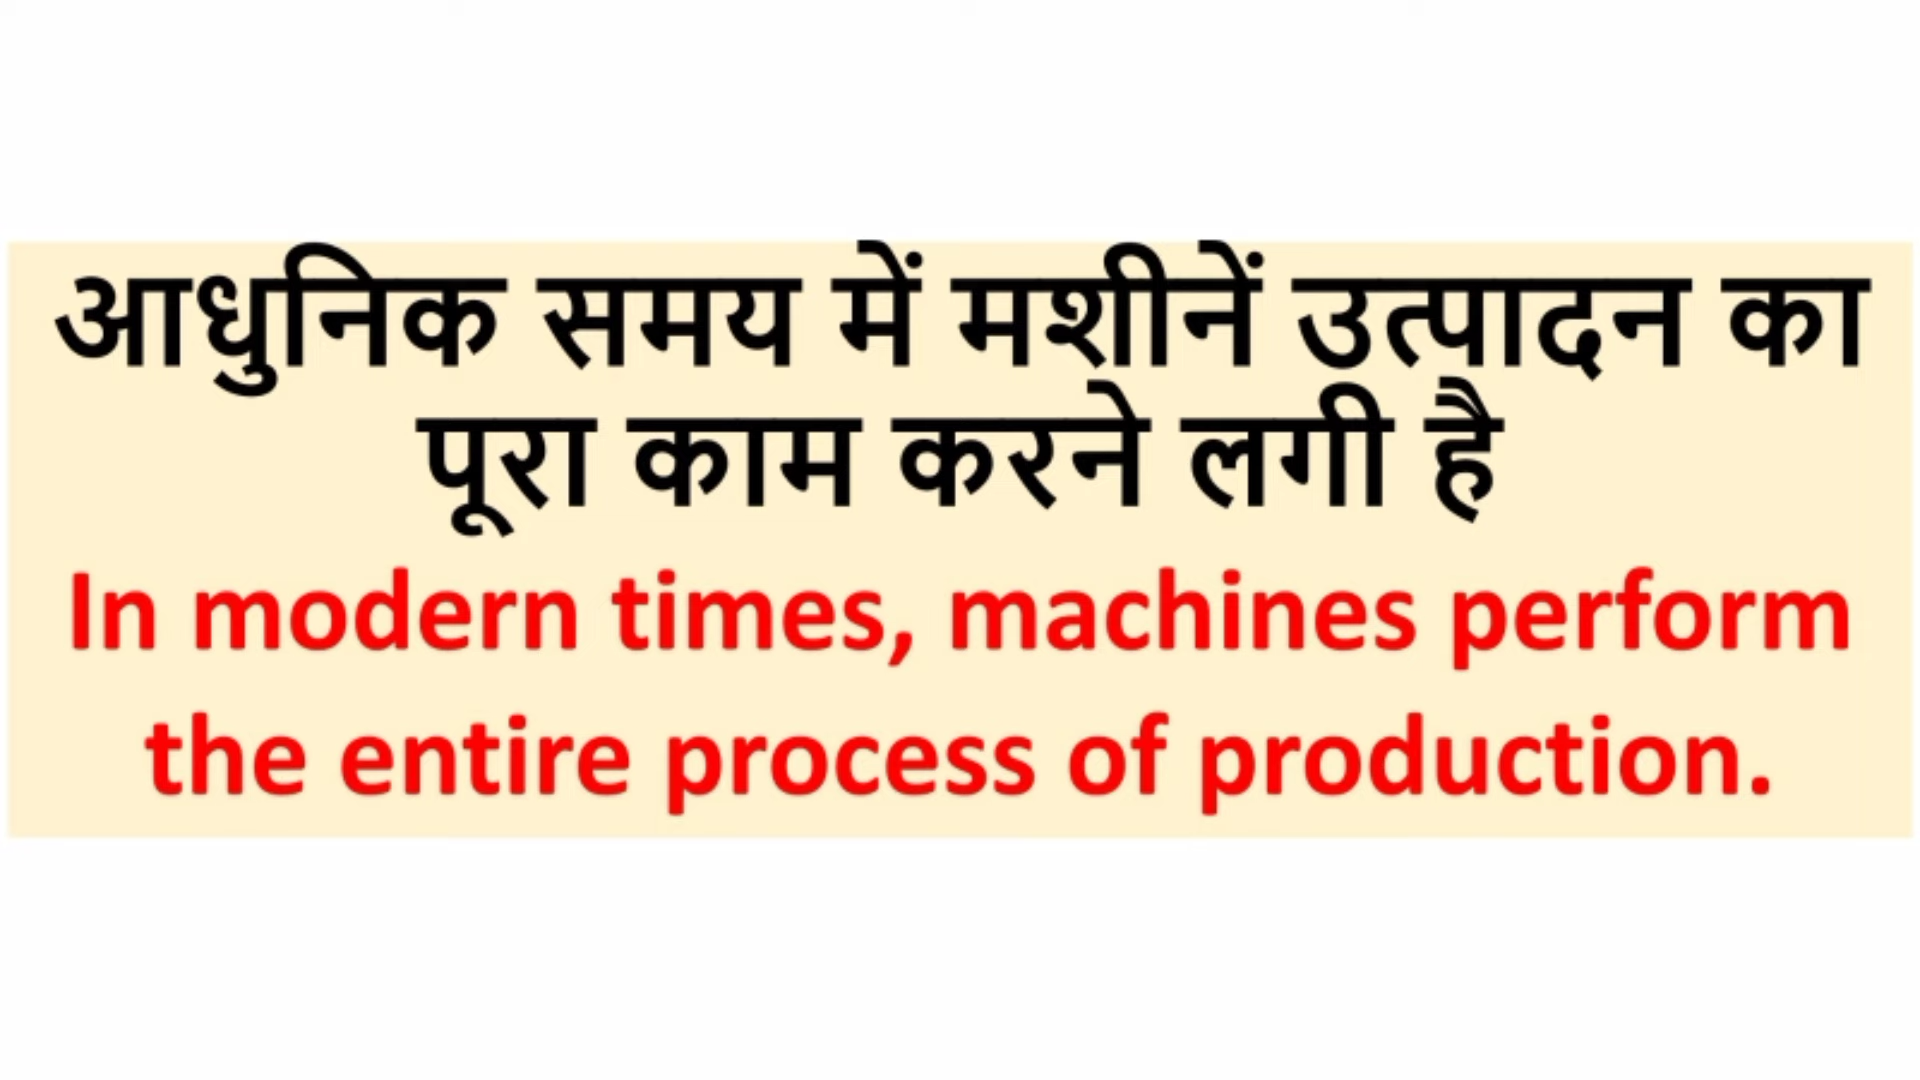 आधुनिक समय में मशीनें उत्पादन का
पूरा काम करने लगी है
In modern times, machines perform
the entire process of production.